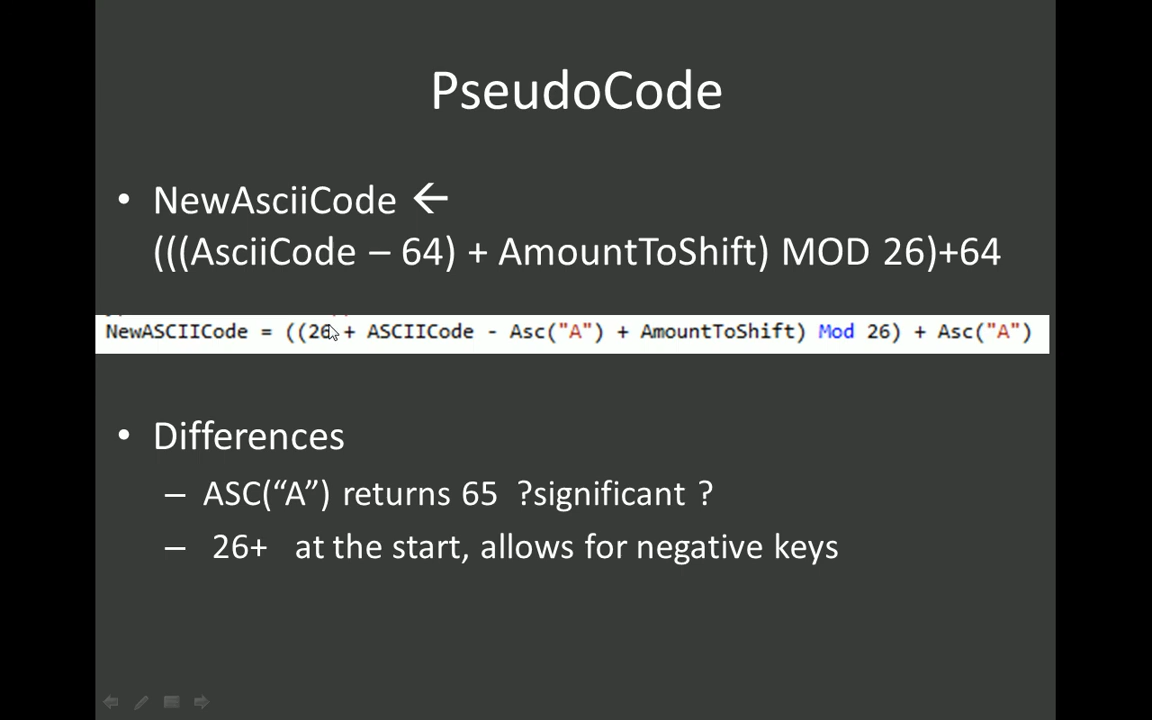 PseudoCode
• NewAsciiCode ←
(((AsciiCode – 64) + AmountToShift) MOD 26)+64
NewASCIICode = ((26 + ASCIICode - Asc("A") + AmountToShift) Mod 26) + Asc("A")
• Differences
– ASC(“A”) returns 65 ?significant ?
– 26+ at the start, allows for negative keys